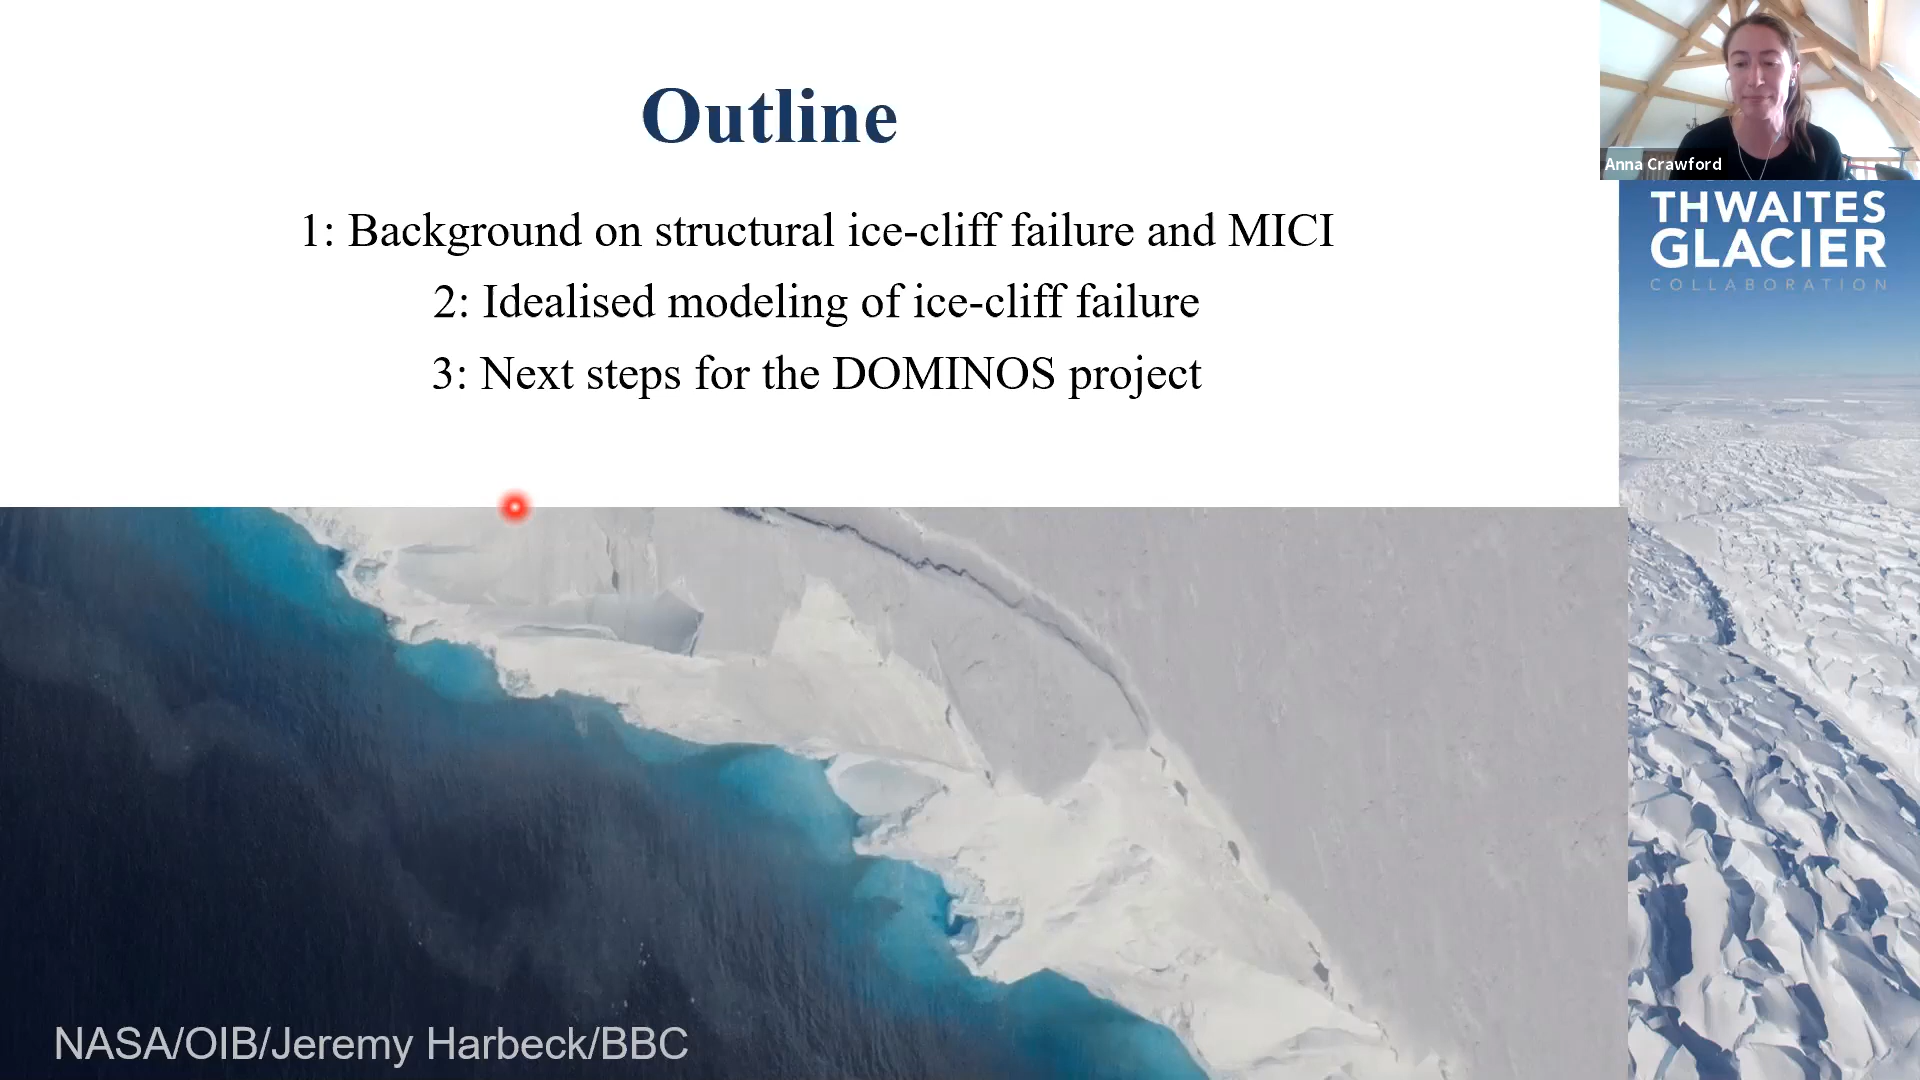 Outline
1: Background on structural ice-cliff failure and MICI
2: Idealised modeling of ice-cliff failure
3: Next steps for the DOMINOS project
Anna Crawford
THWAITES
GLACIER
COLLABORATION
NASA/OIB/Jeremy Harbeck/BBC